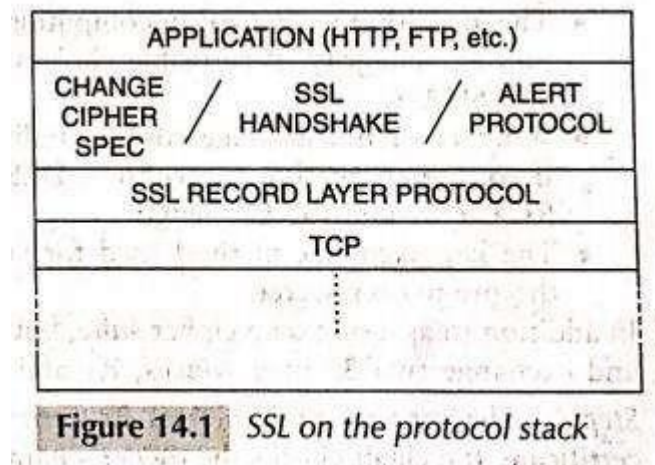 APPLICATION (HTTP, FTP, etc.)
CHANGE
CIPHER
SPEC
/
SSL
HANDSHAKE
/
ALERT
PROTOCOL
SSL RECORD LAYER PROTOCOL
TCP
Figure 14.1 SSL on the protocol stack